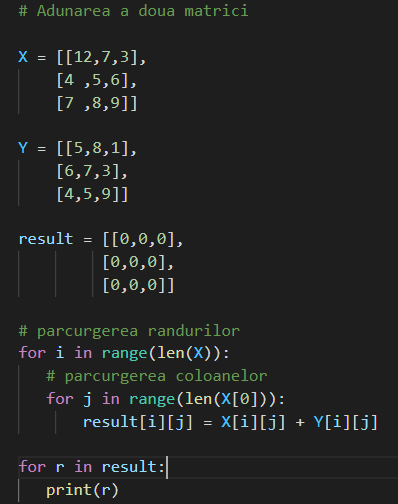 # Adunarea a doua matrici
X = [[12,7,3],
[4 ,5,6],
[7 ,8,9]]
Y = [[5,8,1],
[6,7,3],
[4,5,9]]
result = [[0,0,0],
[0,0,0],
[0,0,0]]
# parcurgerea randurilor
for i in range(len(X)):
# parcurgerea coloanelor
for j in range(len(X[0])):
result[i][j] = X[i][j] + Y[i][j]
for r in result:
print(r)